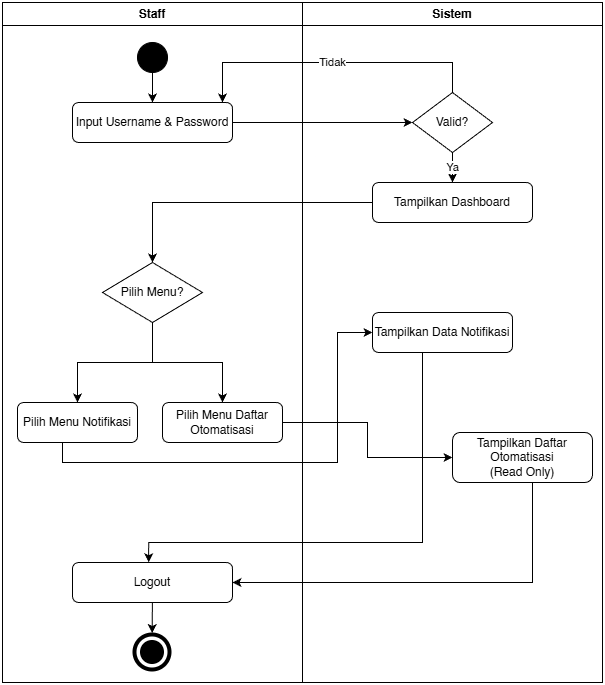 Staff
Sistem
Tidak
Input Username & Password
Valid?
Ya
Tampilkan Dashboard
Pilih Menu?
Tampilkan Data Notifikasi
Pilih Menu Notifikasi
Pilih Menu Daftar
Otomatisasi
Tampilkan Daftar
Otomatisasi
(Read Only)
Logout